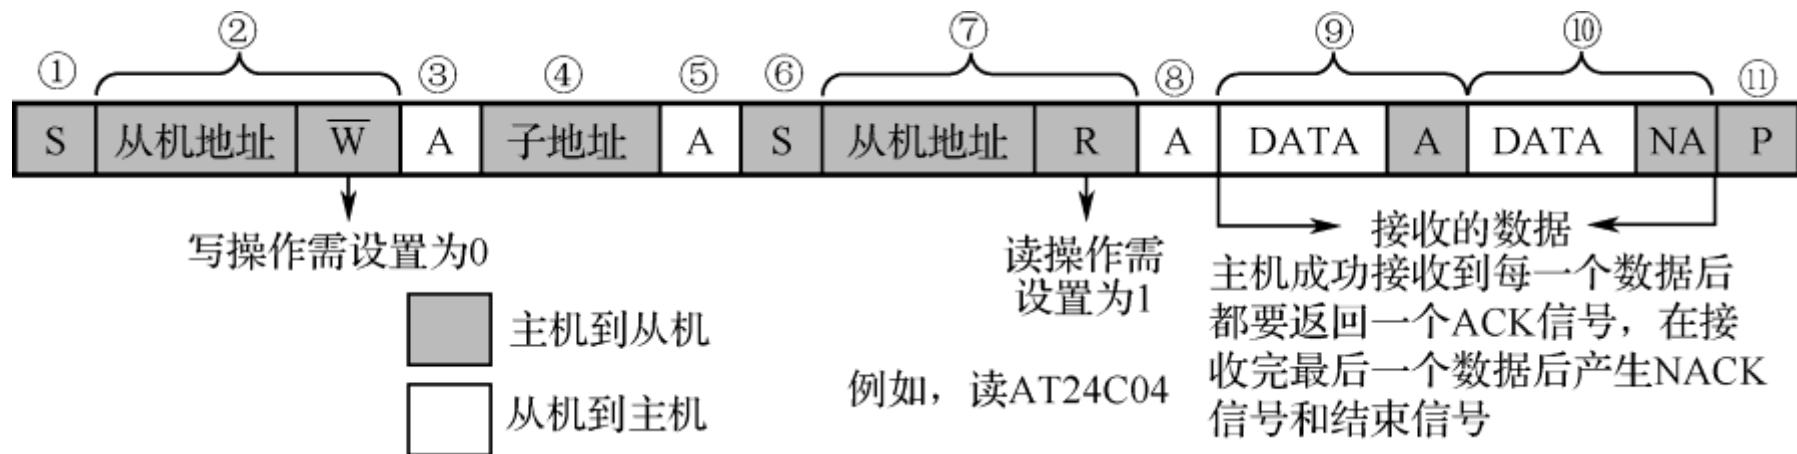 ② ⑦ ⑨ ⑩
① ③ ④ ⑤ ⑥ ⑧ ⑪
S 从机地址 W̅ A 子地址 A S 从机地址 R A DATA A DATA NA P
写操作需设置为0
读操作需
设置为1
接收的数据
主机成功接收到每一个数据后
都要返回一个ACK信号，在接
收完最后一个数据后产生NACK
信号和结束信号
主机到从机
从机到主机
例如，读AT24C04